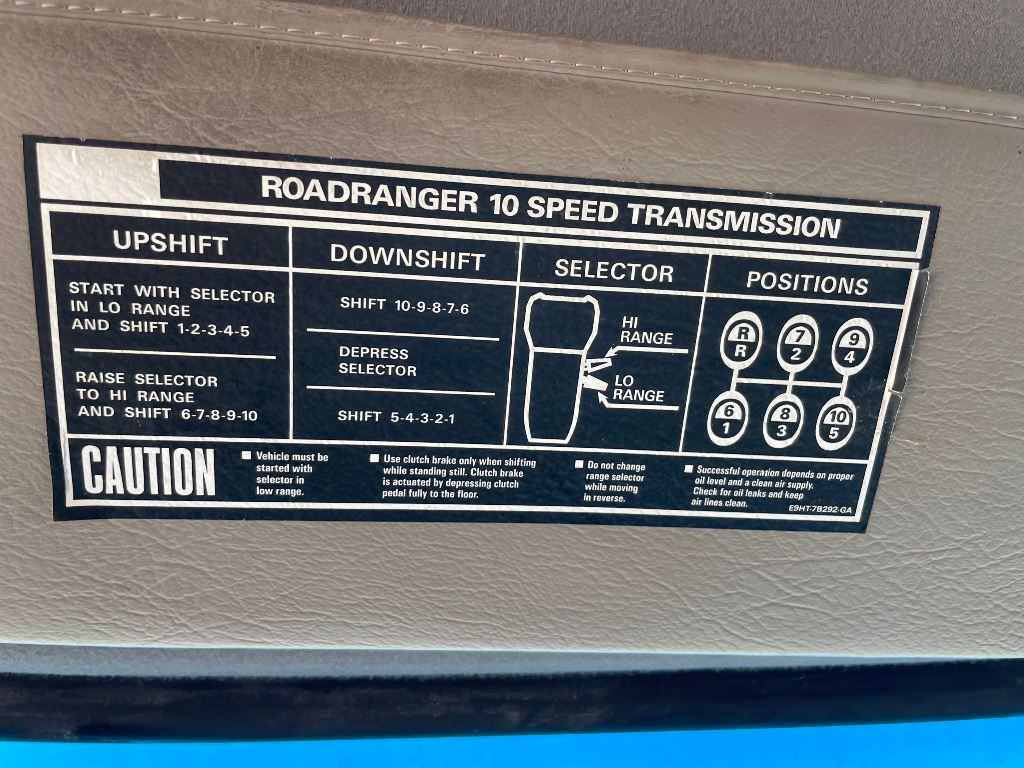 ROADRANGER 10 SPEED TRANSMISSION
UPSHIFT
START WITH SELECTOR
IN LO RANGE
AND SHIFT 1-2-3-4-5
RAISE SELECTOR
TO HI RANGE
AND SHIFT 6-7-8-9-10
DOWNSHIFT
SHIFT 10-9-8-7-6
DEPRESS
SELECTOR
SHIFT 5-4-3-2-1
SELECTOR
HI
RANGE
LO
RANGE
POSITIONS
R 7 9
R 2 4
6 8 10
1 3 5
CAUTION
■ Vehicle must be
started with
selector in
low range.
■ Use clutch brake only when shifting
while standing still. Clutch brake
is actuated by depressing clutch
pedal fully to the floor.
■ Do not change
range selector
while moving
in reverse.
■ Successful operation depends on proper
oil level and a clean air supply.
Check for oil leaks and keep
air lines clean.
E9HT-7B292-GA